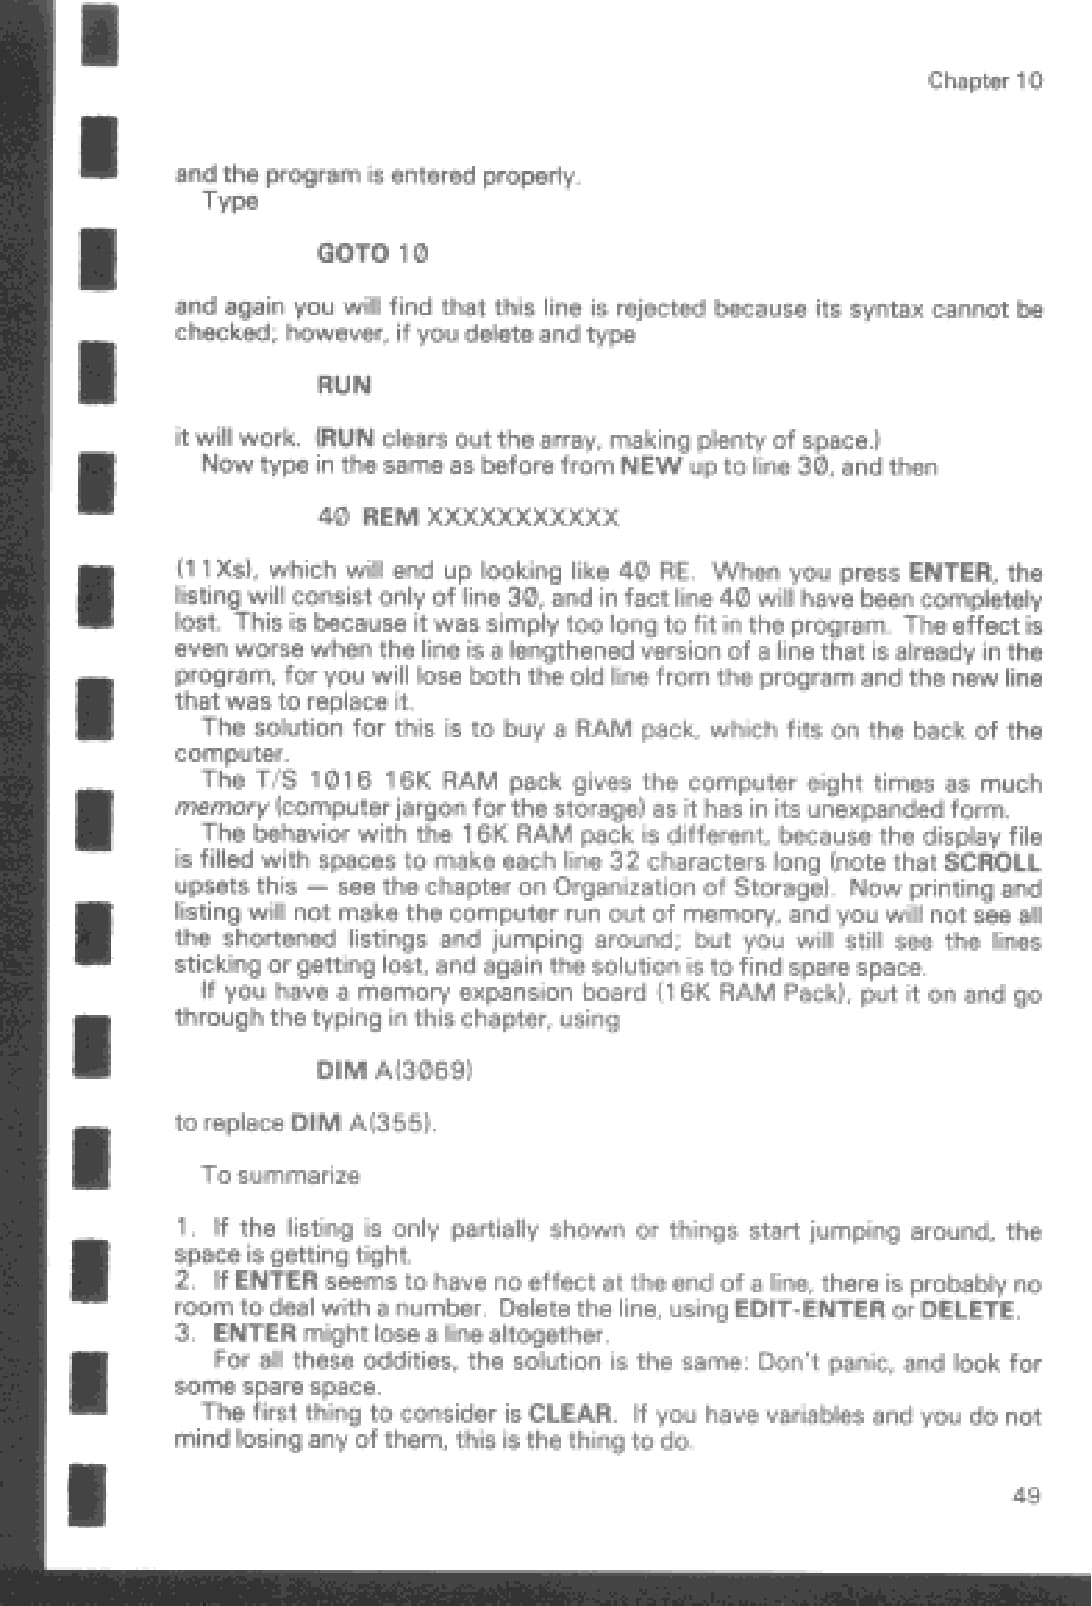 Chapter 10
and the program is entered properly.
Type
GOTO 10
and again you will find that this line is rejected because its syntax cannot be
checked; however, if you delete and type
RUN
it will work. (RUN clears out the array, making plenty of space.)
Now type in the same as before from NEW up to line 30, and then
40 REM XXXXXXXXXXX
(11Xs), which will end up looking like 40 RE. When you press ENTER, the
listing will consist only of line 30, and in fact line 40 will have been completely
lost. This is because it was simply too long to fit in the program. The effect is
even worse when the line is a lengthened version of a line that is already in the
program, for you will lose both the old line from the program and the new line
that was to replace it.
The solution for this is to buy a RAM pack, which fits on the back of the
computer.
The T/S 1016 16K RAM pack gives the computer eight times as much
memory (computer jargon for the storage) as it has in its unexpanded form.
The behavior with the 16K RAM pack is different, because the display file
is filled with spaces to make each line 32 characters long (note that SCROLL
upsets this — see the chapter on Organization of Storage). Now printing and
listing will not make the computer run out of memory, and you will not see all
the shortened listings and jumping around; but you will still see the lines
sticking or getting lost, and again the solution is to find spare space.
If you have a memory expansion board (16K RAM Pack), put it on and go
through the typing in this chapter, using
DIM A(3069)
to replace DIM A(355).
To summarize
1. If the listing is only partially shown or things start jumping around, the
space is getting tight.
2. If ENTER seems to have no effect at the end of a line, there is probably no
room to deal with a number. Delete the line, using EDIT-ENTER or DELETE.
3. ENTER might lose a line altogether.
For all these oddities, the solution is the same: Don't panic, and look for
some spare space.
The first thing to consider is CLEAR. If you have variables and you do not
mind losing any of them, this is the thing to do.
49